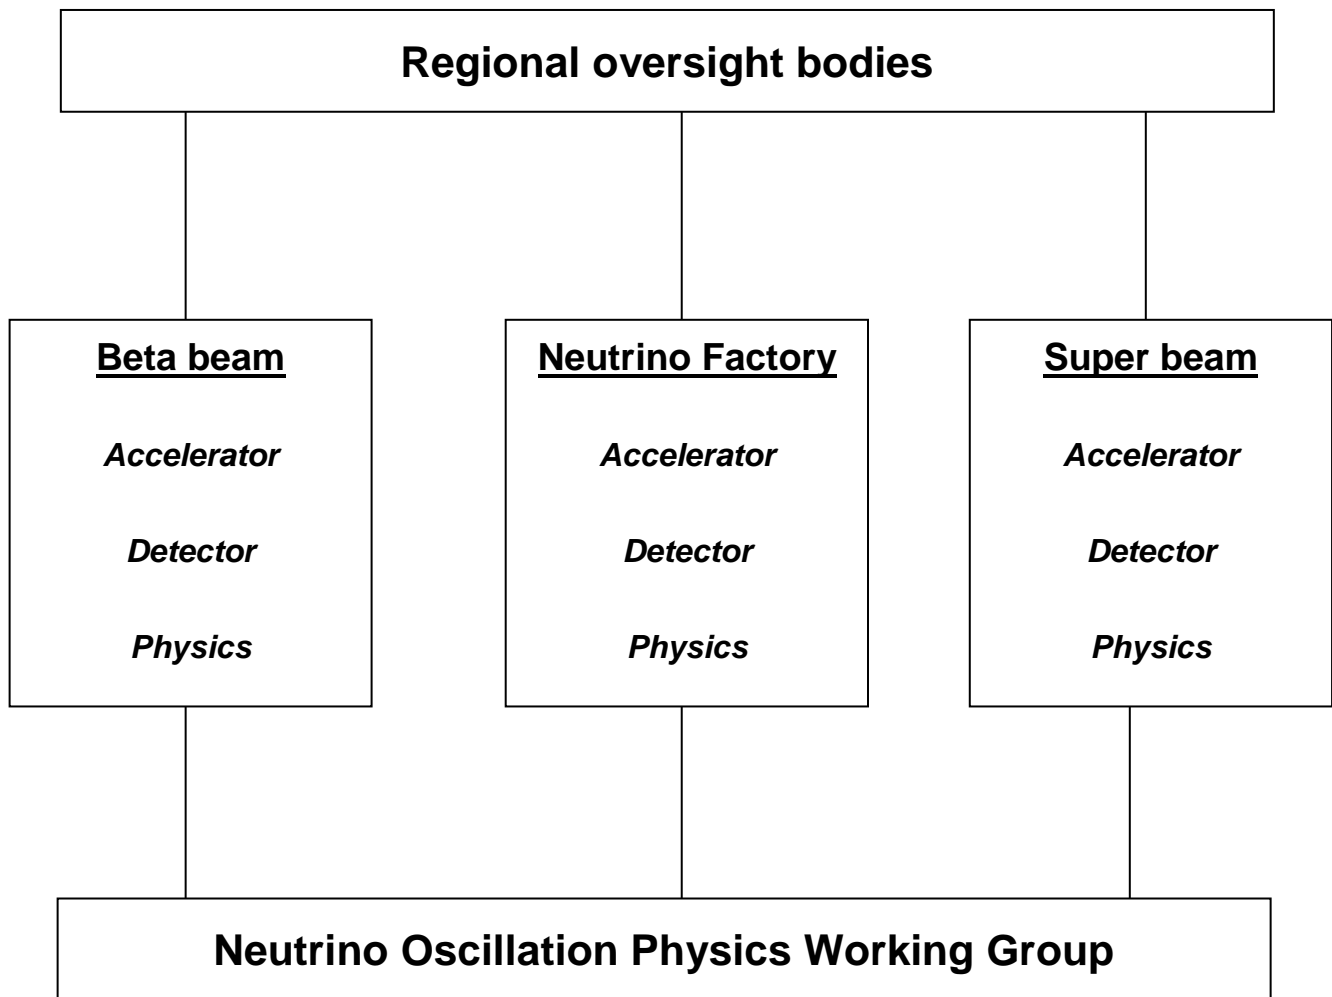 Regional oversight bodies
Beta beam
Accelerator
Detector
Physics
Neutrino Factory
Accelerator
Detector
Physics
Super beam
Accelerator
Detector
Physics
Neutrino Oscillation Physics Working Group